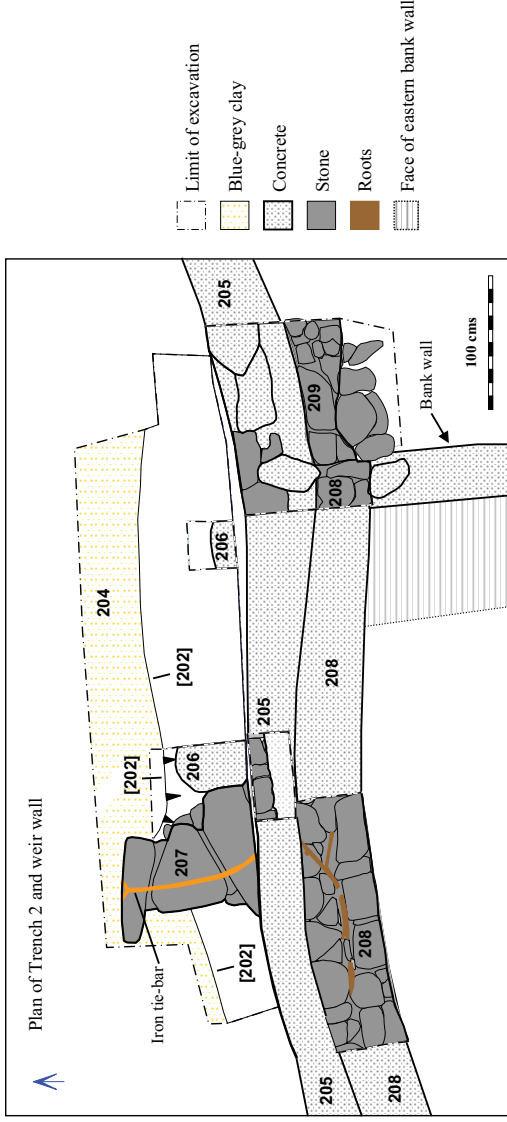 Plan of Trench 2 and weir wall
204
[202]
206
[202]
206
207
Iron tie-bar
[202]
205
205
209
208
205
208
208
205
208
Bank wall
100 cms
Limit of excavation
Blue-grey clay
Concrete
Stone
Roots
Face of eastern bank wall